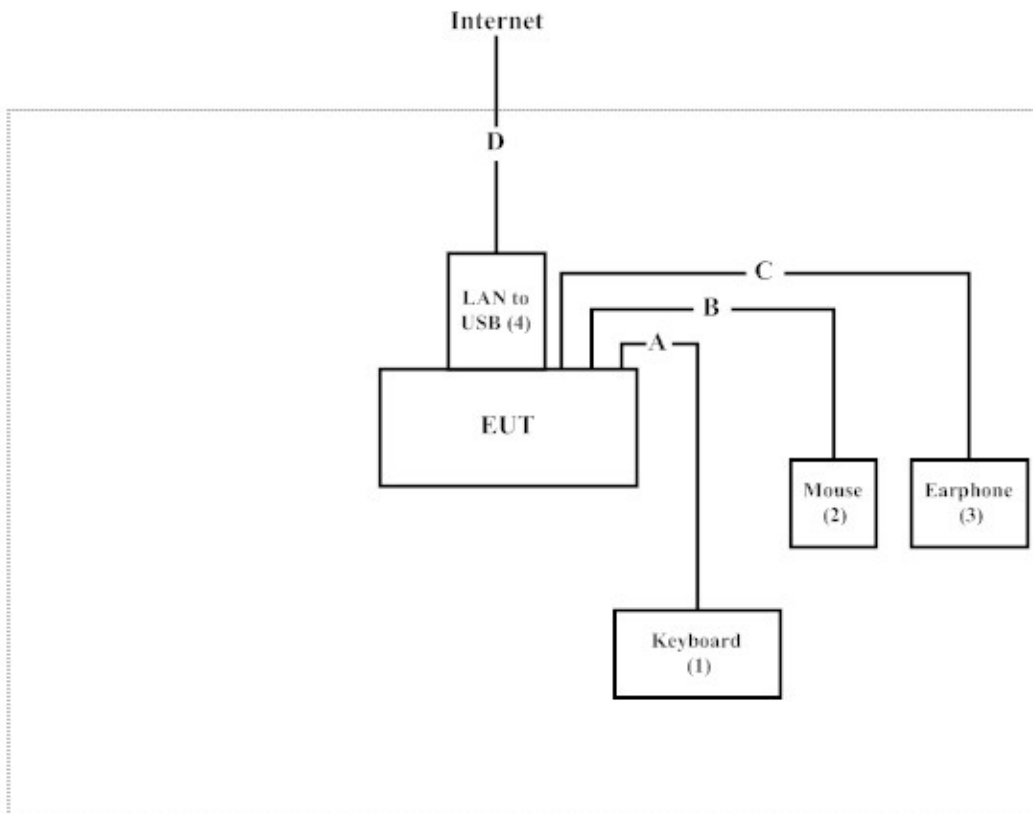 Internet
D
C
LAN to
USB (4)
B
A
EUT
Mouse
(2)
Earphone
(3)
Keyboard
(1)